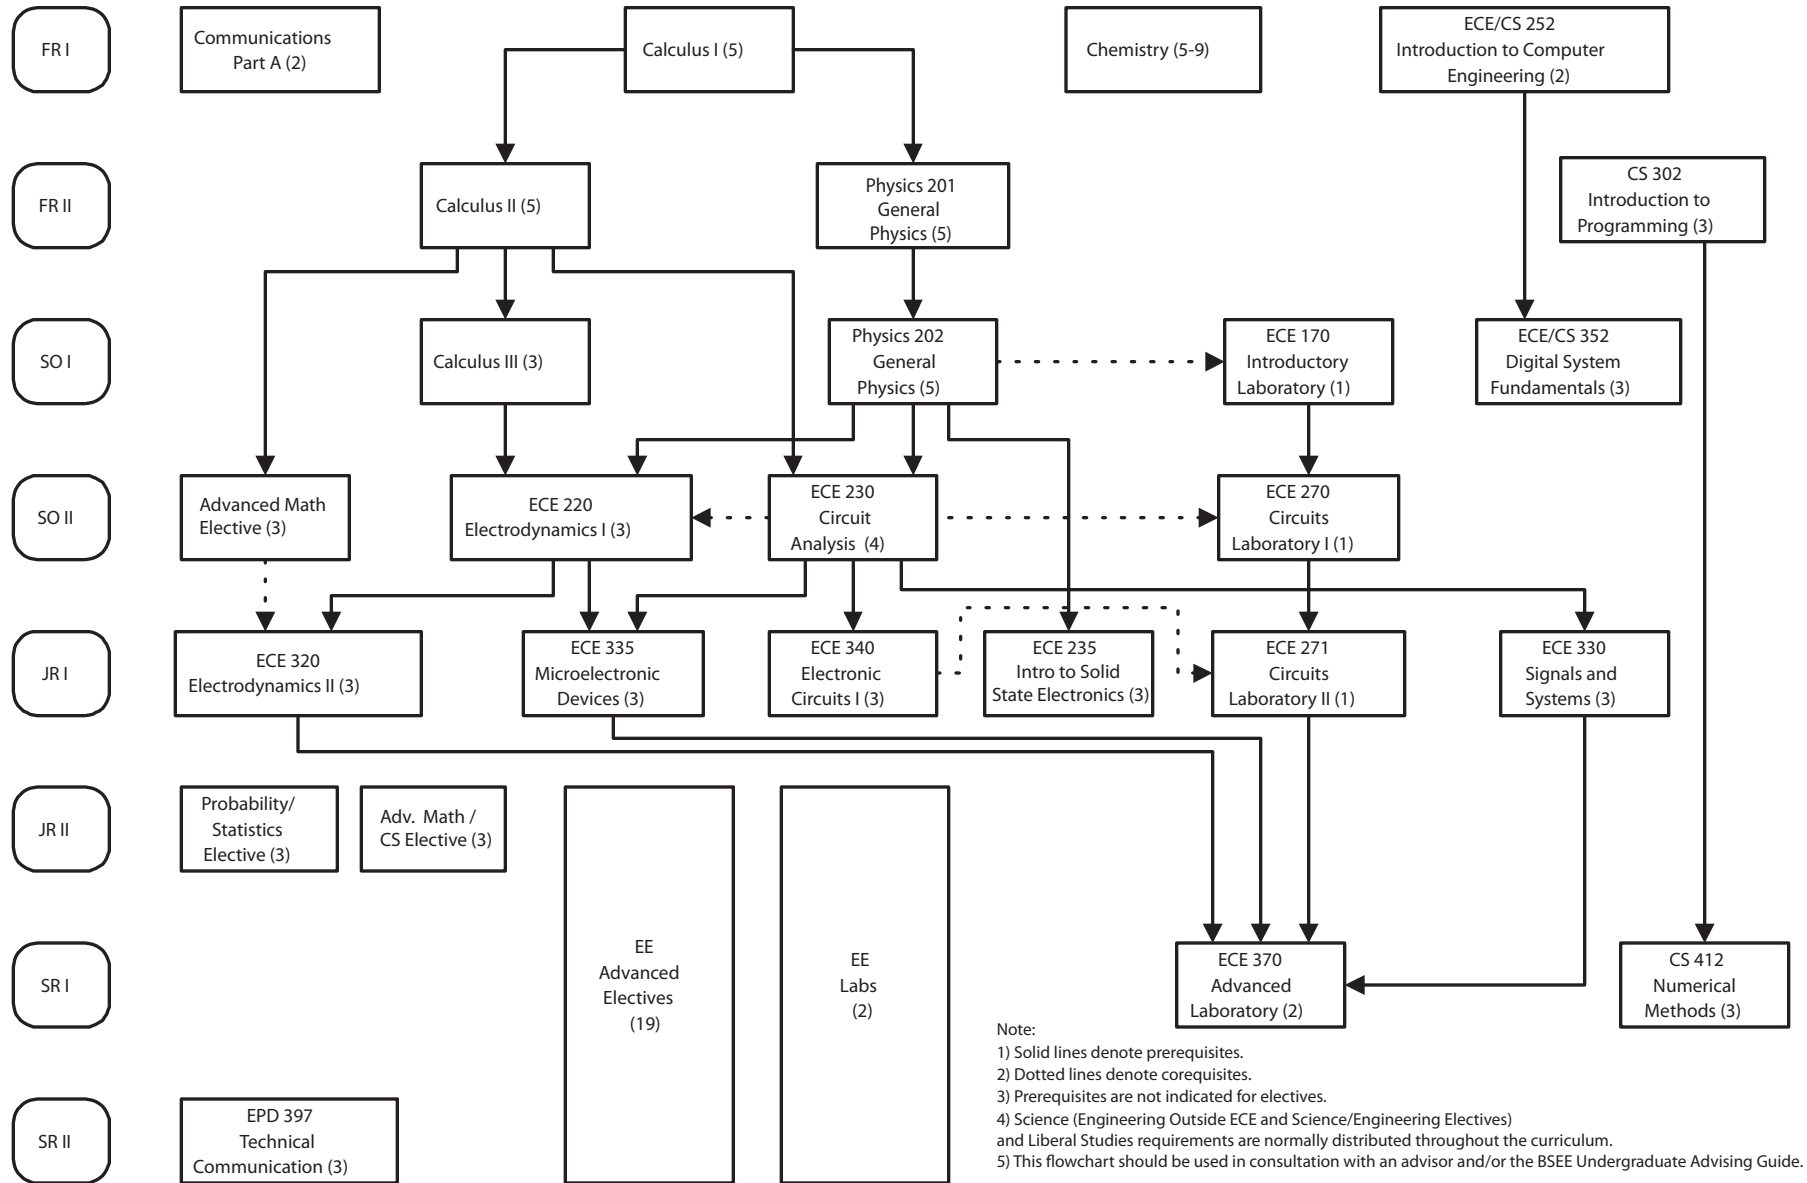 FR I
Communications
Part A (2)
Calculus I (5)
Chemistry (5-9)
ECE/CS 252
Introduction to Computer
Engineering (2)
FR II
Calculus II (5)
Physics 201
General
Physics (5)
CS 302
Introduction to
Programming (3)
SO I
Calculus III (3)
Physics 202
General
Physics (5)
ECE 170
Introductory
Laboratory (1)
ECE/CS 352
Digital System
Fundamentals (3)
SO II
Advanced Math
Elective (3)
ECE 220
Electrodynamics I (3)
ECE 230
Circuit
Analysis (4)
ECE 270
Circuits
Laboratory I (1)
JR I
ECE 320
Electrodynamics II (3)
ECE 335
Microelectronic
Devices (3)
ECE 340
Electronic
Circuits I (3)
ECE 235
Intro to Solid
State Electronics (3)
ECE 271
Circuits
Laboratory II (1)
ECE 330
Signals and
Systems (3)
JR II
Probability/
Statistics
Elective (3)
Adv. Math /
CS Elective (3)
EE
Advanced
Electives
(19)
EE
Labs
(2)
SR I
ECE 370
Advanced
Laboratory (2)
CS 412
Numerical
Methods (3)
SR II
EPD 397
Technical
Communication (3)
Note:
1) Solid lines denote prerequisites.
2) Dotted lines denote corequisites.
3) Prerequisites are not indicated for electives.
4) Science (Engineering Outside ECE and Science/Engineering Electives)
and Liberal Studies requirements are normally distributed throughout the curriculum.
5) This flowchart should be used in consultation with an advisor and/or the BSEE Undergraduate Advising Guide.